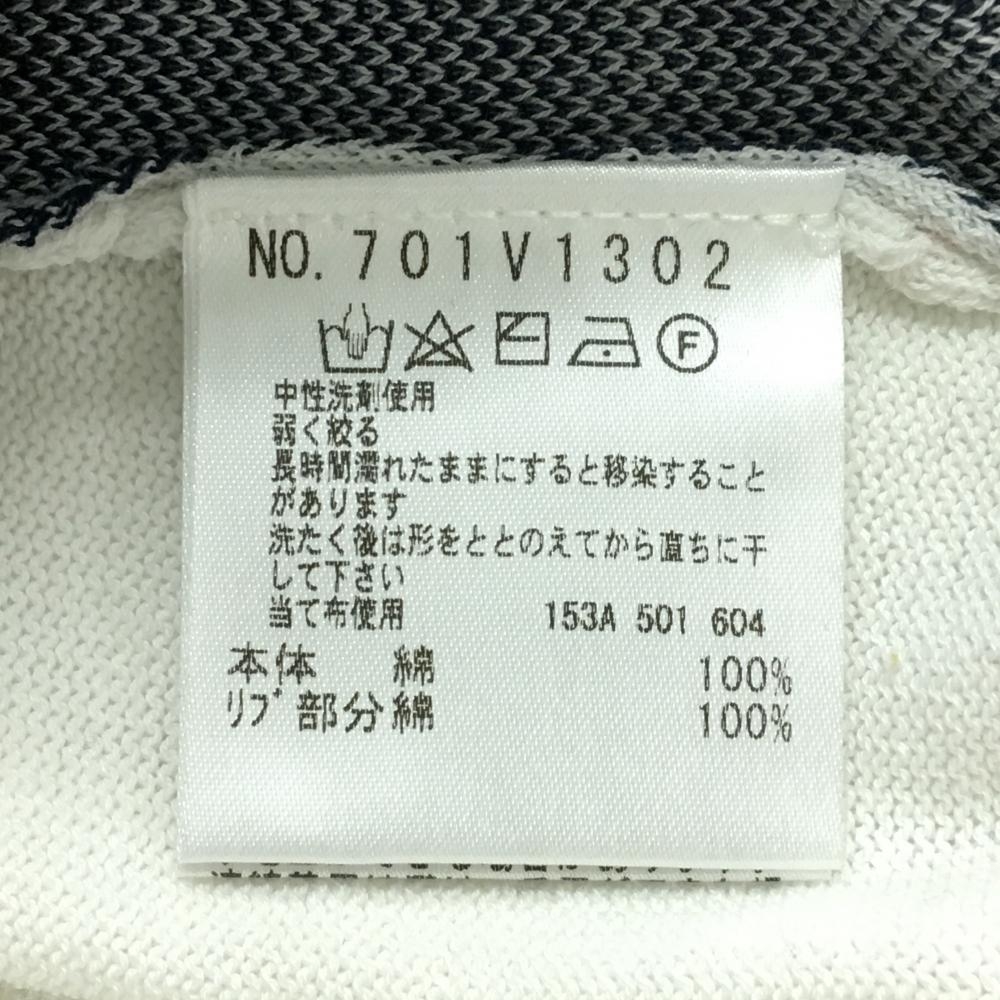 NO. 701V1302
F
中性洗剤使用
弱く絞る
長時間濡れたままにすると移染すること
があります
洗たく後は形をととのえてから直ちに干
して下さい
当て布使用 153A 501 604
本体 綿 100%
リブ部分 綿 100%